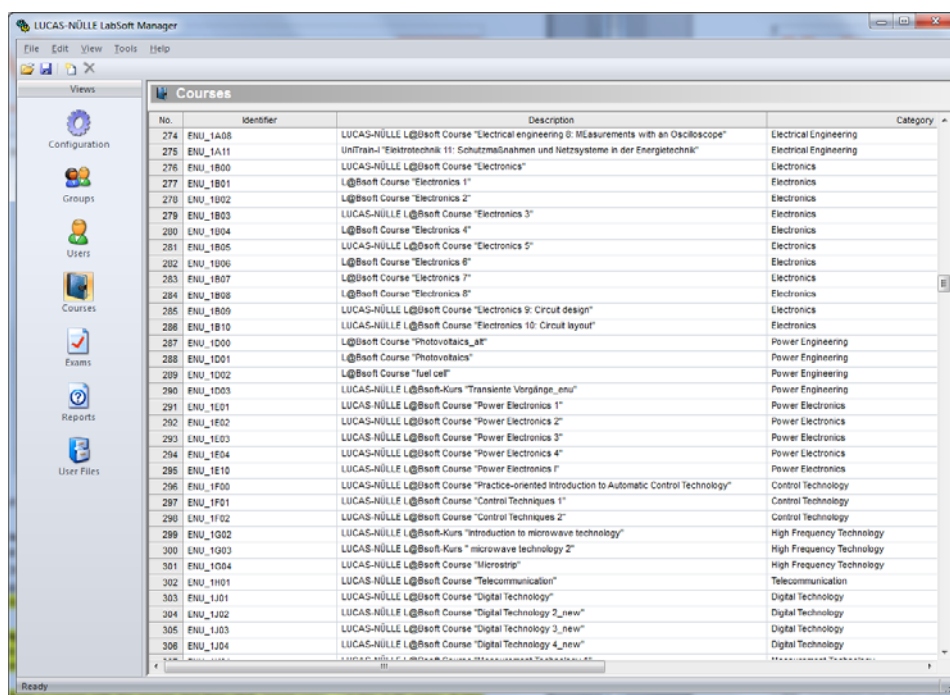 LUCAS-NÜLLE LabSoft Manager
File Edit View Tools Help
Views
Configuration
Groups
Users
Courses
Exams
Reports
User Files
Courses
No. Identifier Description Category
274 ENU_1A08 LUCAS-NÜLLE L@Bsoft Course "Electrical engineering 8: MEasurements with an Oscilloscope" Electrical Engineering
275 ENU_1A11 UniTrain-I "Elektrotechnik 11: Schutzmaßnahmen und Netzsysteme in der Energietechnik" Electrical Engineering
276 ENU_1B00 LUCAS-NÜLLE L@Bsoft Course "Electronics" Electronics
277 ENU_1B01 L@Bsoft Course "Electronics 1" Electronics
278 ENU_1B02 L@Bsoft Course "Electronics 2" Electronics
279 ENU_1B03 LUCAS-NÜLLE L@Bsoft Course "Electronics 3" Electronics
280 ENU_1B04 L@Bsoft Course "Electronics 4" Electronics
281 ENU_1B05 LUCAS-NÜLLE L@Bsoft Course "Electronics 5" Electronics
282 ENU_1B06 L@Bsoft Course "Electronics 6" Electronics
283 ENU_1B07 L@Bsoft Course "Electronics 7" Electronics
284 ENU_1B08 L@Bsoft Course "Electronics 8" Electronics
285 ENU_1B09 LUCAS-NÜLLE L@Bsoft Course "Electronics 9: Circuit design" Electronics
286 ENU_1B10 LUCAS-NÜLLE L@Bsoft Course "Electronics 10: Circuit layout" Electronics
287 ENU_1D00 L@Bsoft Course "Photovoltaics_alt" Power Engineering
288 ENU_1D01 L@Bsoft Course "Photovoltaics" Power Engineering
289 ENU_1D02 L@Bsoft Course "fuel cell" Power Engineering
290 ENU_1D03 LUCAS-NÜLLE L@Bsoft-Kurs "Transiente Vorgänge_enu" Power Engineering
291 ENU_1E01 LUCAS-NÜLLE L@Bsoft Course "Power Electronics 1" Power Electronics
292 ENU_1E02 LUCAS-NÜLLE L@Bsoft Course "Power Electronics 2" Power Electronics
293 ENU_1E03 LUCAS-NÜLLE L@Bsoft Course "Power Electronics 3" Power Electronics
294 ENU_1E04 LUCAS-NÜLLE L@Bsoft Course "Power Electronics 4" Power Electronics
295 ENU_1E10 LUCAS-NÜLLE L@Bsoft Course "Power Electronics I" Power Electronics
296 ENU_1F00 LUCAS-NÜLLE L@Bsoft Course "Practice-oriented Introduction to Automatic Control Technology" Control Technology
297 ENU_1F01 LUCAS-NÜLLE L@Bsoft Course "Control Techniques 1" Control Technology
298 ENU_1F02 LUCAS-NÜLLE L@Bsoft Course "Control Techniques 2" Control Technology
299 ENU_1G02 LUCAS-NÜLLE L@Bsoft-Kurs "Introduction to microwave technology" High Frequency Technology
300 ENU_1G03 LUCAS-NÜLLE L@Bsoft-Kurs " microwave technology 2" High Frequency Technology
301 ENU_1G04 LUCAS-NÜLLE L@Bsoft Course "Microstrip" High Frequency Technology
302 ENU_1H01 LUCAS-NÜLLE L@Bsoft Course "Telecommunication" Telecommunication
303 ENU_1J01 LUCAS-NÜLLE L@Bsoft Course "Digital Technology" Digital Technology
304 ENU_1J02 LUCAS-NÜLLE L@Bsoft Course "Digital Technology 2_new" Digital Technology
305 ENU_1J03 LUCAS-NÜLLE L@Bsoft Course "Digital Technology 3_new" Digital Technology
306 ENU_1J04 LUCAS-NÜLLE L@Bsoft Course "Digital Technology 4_new" Digital Technology
Ready